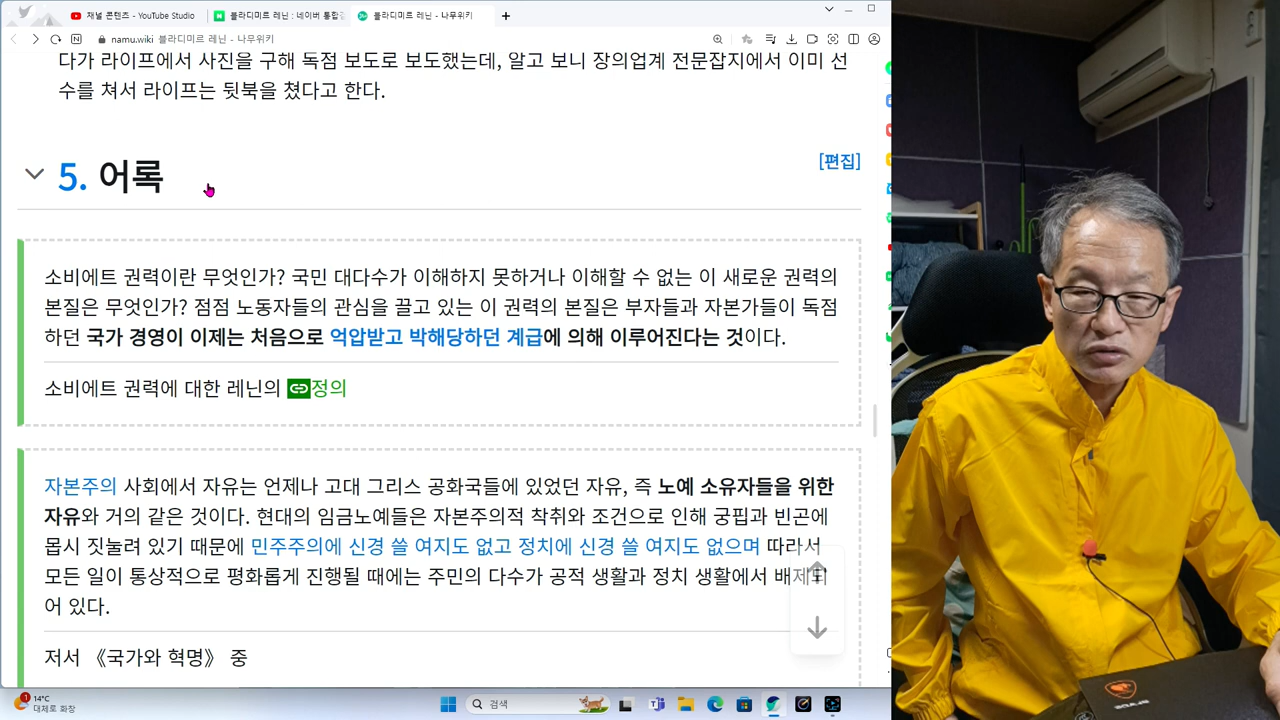 채널 콘텐츠 - YouTube Studio
블라디미르 레닌 : 네이버 통합검
블라디미르 레닌 - 나무위키
namu.wiki 블라디미르 레닌 - 나무위키
다가 라이프에서 사진을 구해 독점 보도로 보도했는데, 알고 보니 장의업계 전문잡지에서 이미 선
수를 쳐서 라이프는 뒷북을 쳤다고 한다.
5. 어록
[편집]
소비에트 권력이란 무엇인가? 국민 대다수가 이해하지 못하거나 이해할 수 없는 이 새로운 권력의
본질은 무엇인가? 점점 노동자들의 관심을 끌고 있는 이 권력의 본질은 부자들과 자본가들이 독점
하던 국가 경영이 이제는 처음으로 억압받고 박해당하던 계급에 의해 이루어진다는 것이다.
소비에트 권력에 대한 레닌의 정의
자본주의 사회에서 자유는 언제나 고대 그리스 공화국들에 있었던 자유, 즉 노예 소유자들을 위한
자유와 거의 같은 것이다. 현대의 임금노예들은 자본주의적 착취와 조건으로 인해 궁핍과 빈곤에
몹시 짓눌려 있기 때문에 민주주의에 신경 쓸 여지도 없고 정치에 신경 쓸 여지도 없으며 따라서
모든 일이 통상적으로 평화롭게 진행될 때에는 주민의 다수가 공적 생활과 정치 생활에서 배제되
어 있다.
저서 《국가와 혁명》 중
1
14°C
대체로 화창
검색